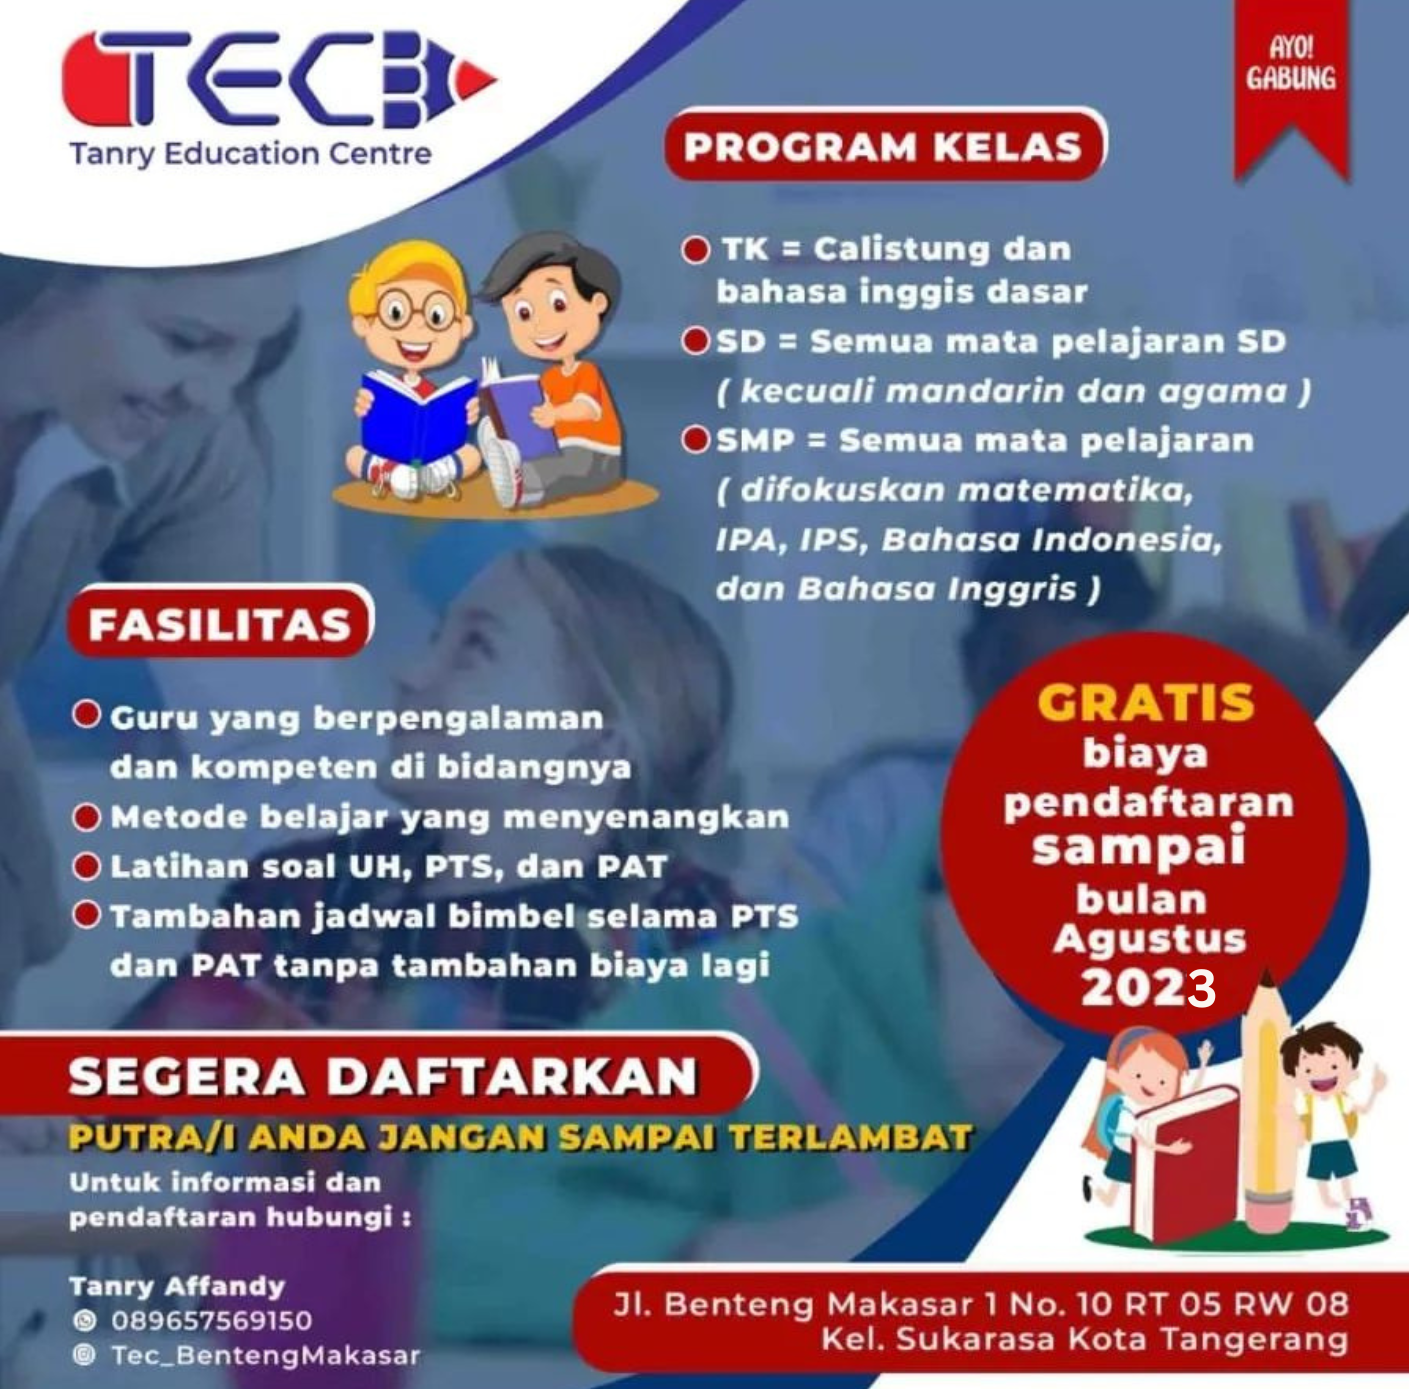 TEC
Tanry Education Centre
AYO!
GABUNG
PROGRAM KELAS
TK = Calistung dan
bahasa inggis dasar
SD = Semua mata pelajaran SD
( kecuali mandarin dan agama )
SMP = Semua mata pelajaran
( difokuskan matematika,
IPA, IPS, Bahasa Indonesia,
dan Bahasa Inggris )
FASILITAS
Guru yang berpengalaman
dan kompeten di bidangnya
Metode belajar yang menyenangkan
Latihan soal UH, PTS, dan PAT
Tambahan jadwal bimbel selama PTS
dan PAT tanpa tambahan biaya lagi
GRATIS
biaya
pendaftaran
sampai
bulan
Agustus
2023
SEGERA DAFTARKAN
PUTRA/I ANDA JANGAN SAMPAI TERLAMBAT
Untuk informasi dan
pendaftaran hubungi :
Tanry Affandy
089657569150
Tec_BentengMakasar
Jl. Benteng Makasar 1 No. 10 RT 05 RW 08
Kel. Sukarasa Kota Tangerang